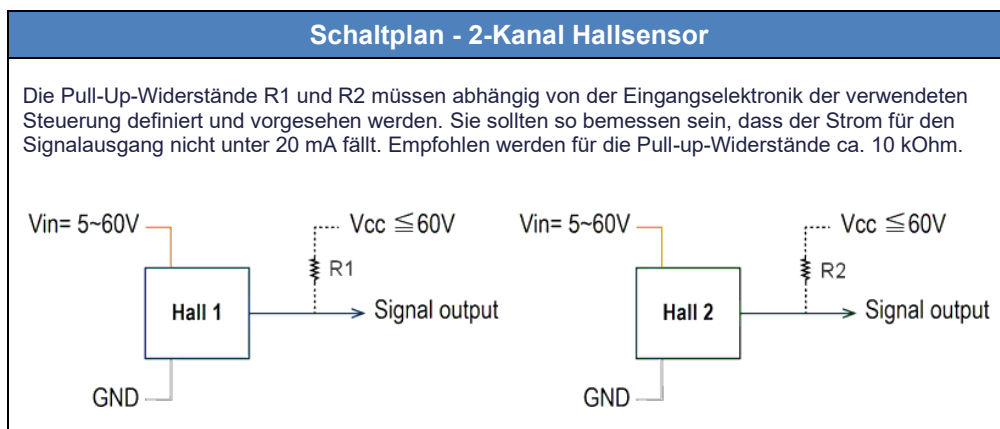 Schaltplan - 2-Kanal Hallsensor
Die Pull-Up-Widerstände R1 und R2 müssen abhängig von der Eingangselektronik der verwendeten
Steuerung definiert und vorgesehen werden. Sie sollten so bemessen sein, dass der Strom für den
Signalausgang nicht unter 20 mA fällt. Empfohlen werden für die Pull-up-Widerstände ca. 10 kOhm.
Vin= 5~60V
Vcc ≦60V
R1
Hall 1
Signal output
GND
Vin= 5~60V
Vcc ≦60V
R2
Hall 2
Signal output
GND